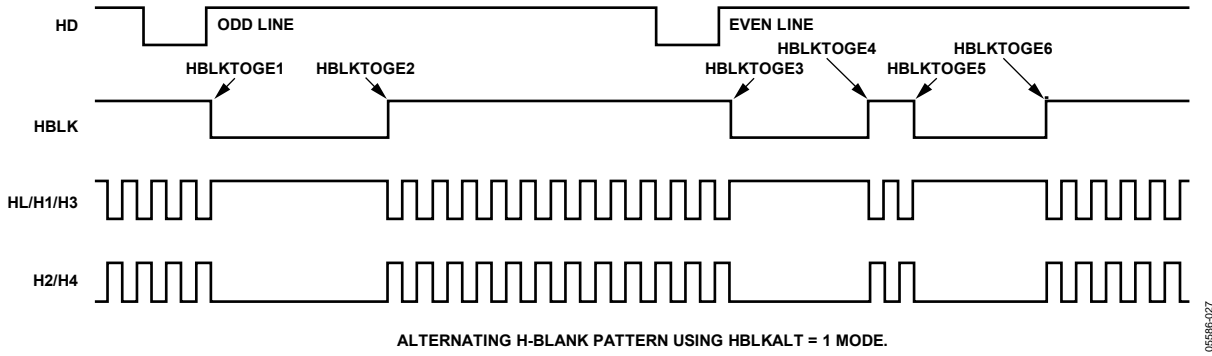 HD
ODD LINE
EVEN LINE
HBLKTOGE1
HBLKTOGE2
HBLKTOGE3
HBLKTOGE4
HBLKTOGE5
HBLKTOGE6
HBLK
HL/H1/H3
H2/H4
ALTERNATING H-BLANK PATTERN USING HBLKALT = 1 MODE.
05586-027